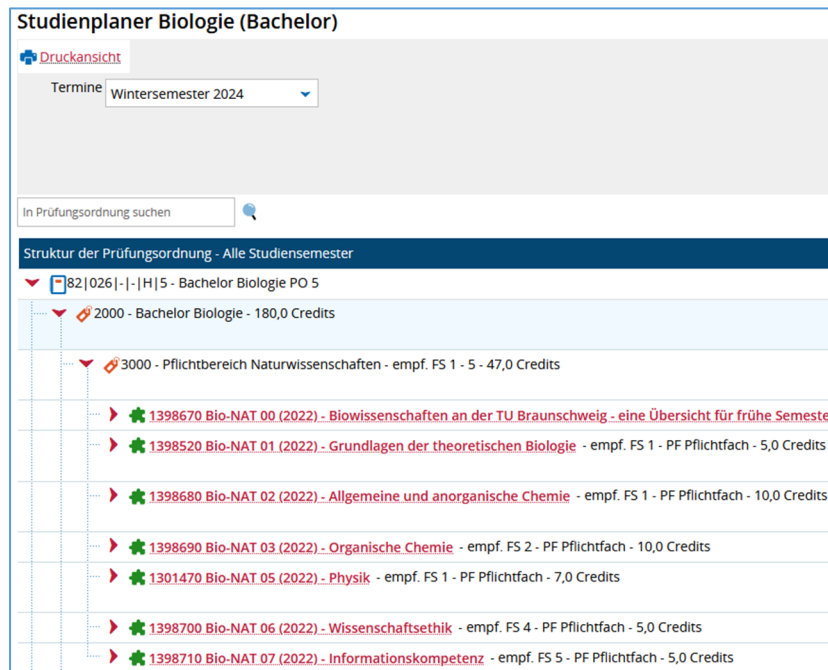 Studienplaner Biologie (Bachelor)
Druckansicht
Termine Wintersemester 2024
In Prüfungsordnung suchen
Struktur der Prüfungsordnung - Alle Studiensemester
82|026|-|-|H|5 - Bachelor Biologie PO 5
2000 - Bachelor Biologie - 180,0 Credits
3000 - Pflichtbereich Naturwissenschaften - empf. FS 1 - 5 - 47,0 Credits
1398670 Bio-NAT 00 (2022) - Biowissenschaften an der TU Braunschweig - eine Übersicht für frühe Semeste
1398520 Bio-NAT 01 (2022) - Grundlagen der theoretischen Biologie - empf. FS 1 - PF Pflichtfach - 5,0 Credits
1398680 Bio-NAT 02 (2022) - Allgemeine und anorganische Chemie - empf. FS 1 - PF Pflichtfach - 10,0 Credits
1398690 Bio-NAT 03 (2022) - Organische Chemie - empf. FS 2 - PF Pflichtfach - 10,0 Credits
1301470 Bio-NAT 05 (2022) - Physik - empf. FS 1 - PF Pflichtfach - 7,0 Credits
1398700 Bio-NAT 06 (2022) - Wissenschaftsethik - empf. FS 4 - PF Pflichtfach - 5,0 Credits
1398710 Bio-NAT 07 (2022) - Informationskompetenz - empf. FS 5 - PF Pflichtfach - 5,0 Credits